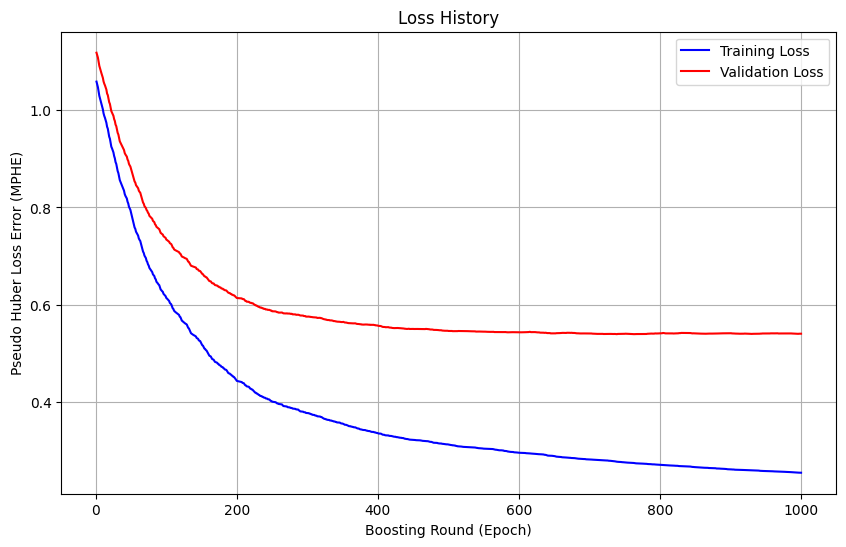 Loss History
Training Loss
Validation Loss
Pseudo Huber Loss Error (MPHE)
1.0
0.8
0.6
0.4
0
200
400
600
800
1000
Boosting Round (Epoch)